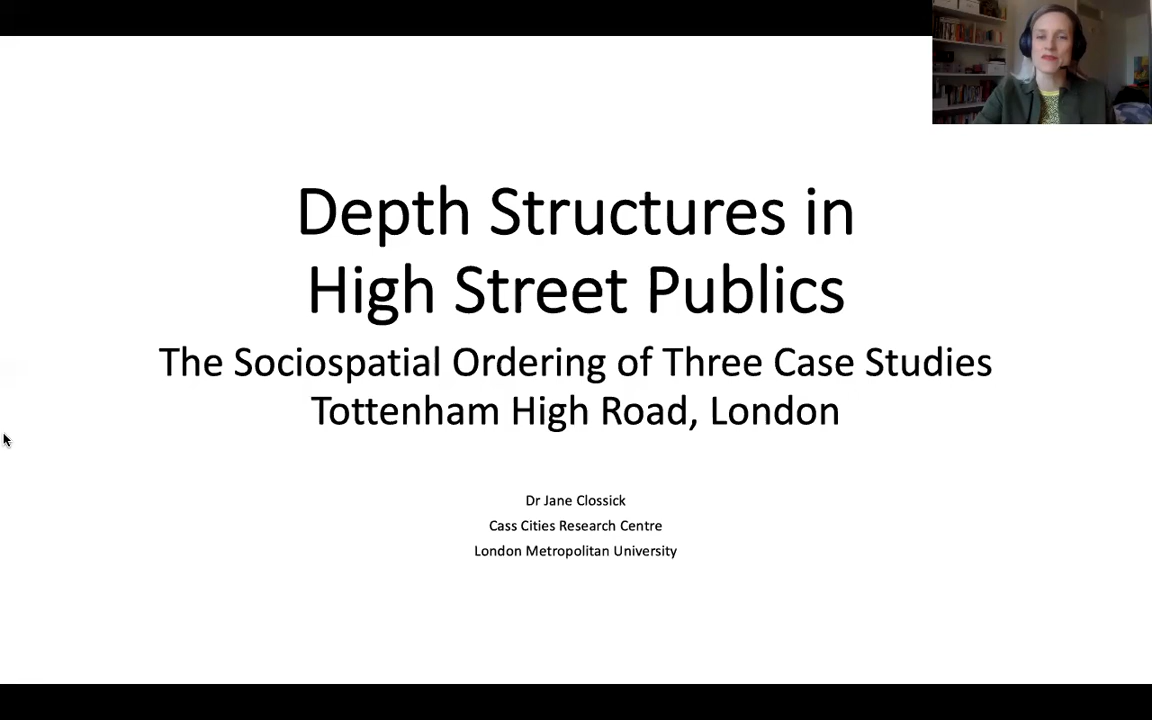 Depth Structures in
High Street Publics
The Sociospatial Ordering of Three Case Studies
Tottenham High Road, London
Dr Jane Clossick
Cass Cities Research Centre
London Metropolitan University